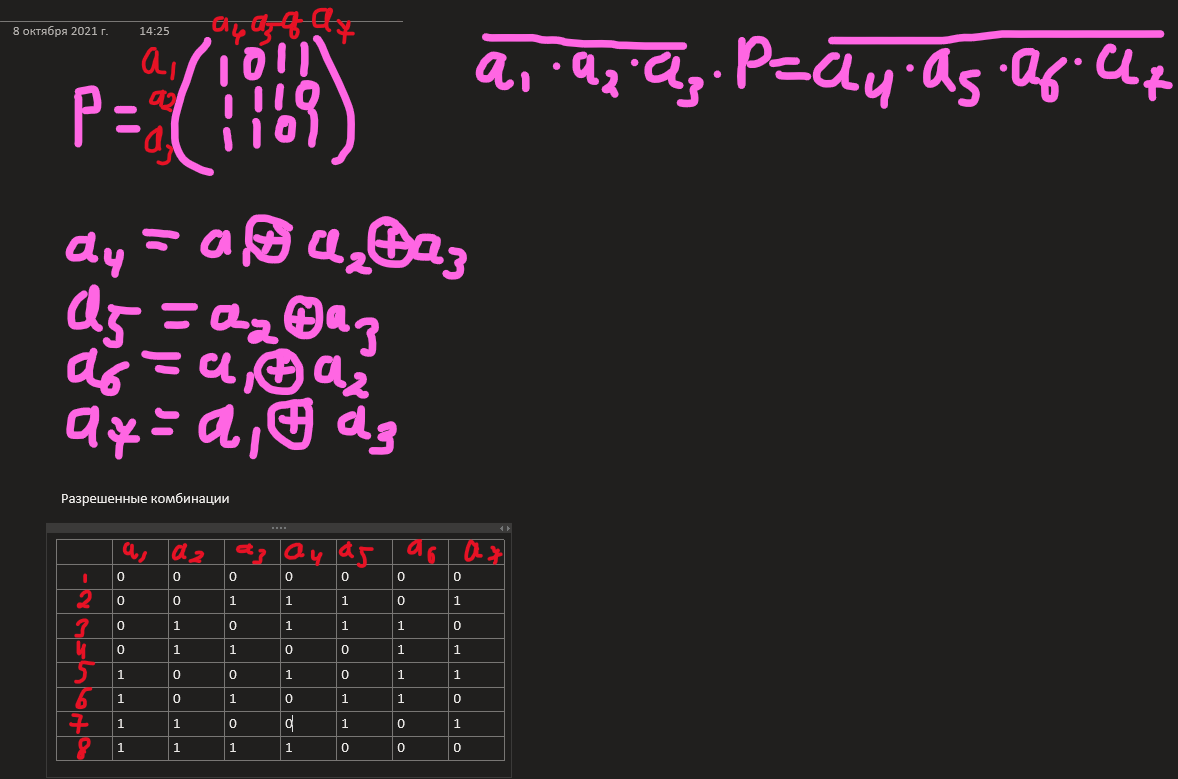 8 октября 2021 г. 14:25
a4 a3 a6 a7
a1 1 0 1 1
P = a2 1 1 1 0
a3 1 1 0 1
a1 · a2 · a3 · P = a4 · a5 · a6 · a7
a4 = a1 ⊕ a2 ⊕ a3
a5 = a2 ⊕ a3
a6 = a1 ⊕ a2
a7 = a1 ⊕ a3
Разрешенные комбинации
a1 a2 a3 a4 a5 a6 a7
1 0 0 0 0 0 0 0
2 0 0 1 1 1 0 1
3 0 1 0 1 1 1 0
4 0 1 1 0 0 1 1
5 1 0 0 1 0 1 1
6 1 0 1 0 1 1 0
7 1 1 0 0 1 0 1
8 1 1 1 1 0 0 0